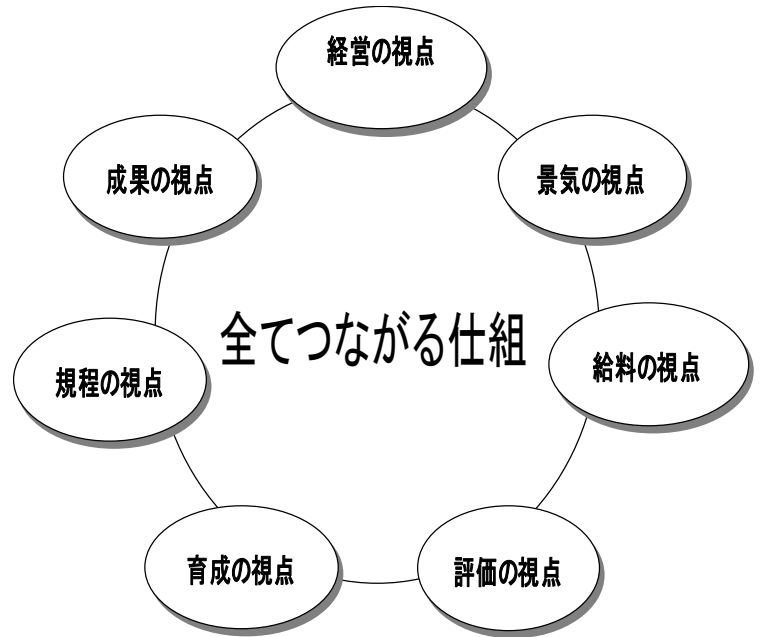 経営の視点
成果の視点
景気の視点
全てつながる仕組
給料の視点
規程の視点
育成の視点
評価の視点